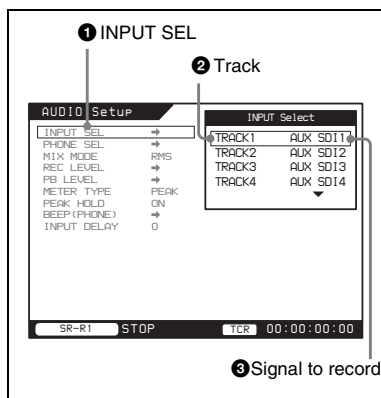 ❶INPUT SEL
❷Track
AUDIO Setup
INPUT SEL ➔
PHONE SEL ➔
MIX MODE RMS
REC LEVEL ➔
PB LEVEL ➔
METER TYPE PEAK
PEAK HOLD ON
BEEP(PHONE) ➔
INPUT DELAY 0
INPUT Select
TRACK1 AUX SDI1
TRACK2 AUX SDI2
TRACK3 AUX SDI3
TRACK4 AUX SDI4
SR-R1 STOP TCR 00:00:00:00
❸Signal to record